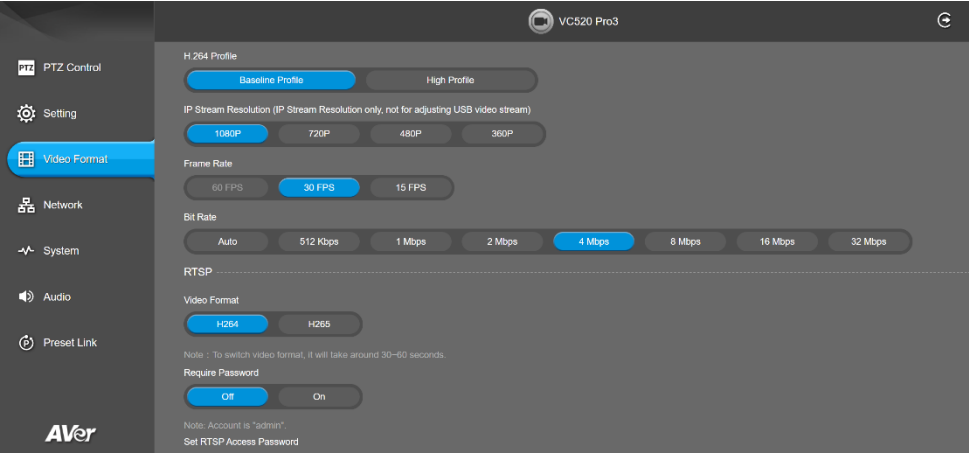 VC520 Pro3
PTZ PTZ Control
Setting
Video Format
Network
System
Audio
P Preset Link
AVer
H.264 Profile
Baseline Profile High Profile
IP Stream Resolution (IP Stream Resolution only, not for adjusting USB video stream)
1080P 720P 480P 360P
Frame Rate
60 FPS 30 FPS 15 FPS
Bit Rate
Auto 512 Kbps 1 Mbps 2 Mbps 4 Mbps 8 Mbps 16 Mbps 32 Mbps
RTSP
Video Format
H264 H265
Note : To switch video format, it will take around 30~60 seconds.
Require Password
Off On
Note: Account is "admin".
Set RTSP Access Password